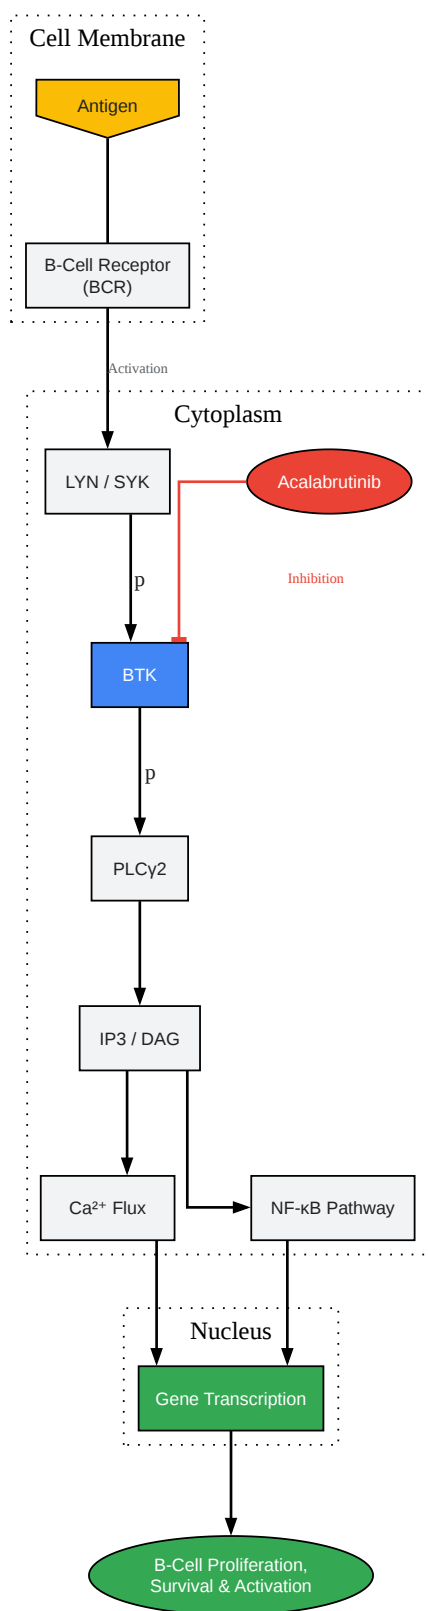 Cell Membrane
Antigen
B-Cell Receptor
(BCR)
Activation
Cytoplasm
LYN / SYK
Acalabrutinib
p
Inhibition
BTK
p
PLCγ2
IP3 / DAG
Ca²⁺ Flux
NF-κB Pathway
Nucleus
Gene Transcription
B-Cell Proliferation,
Survival & Activation